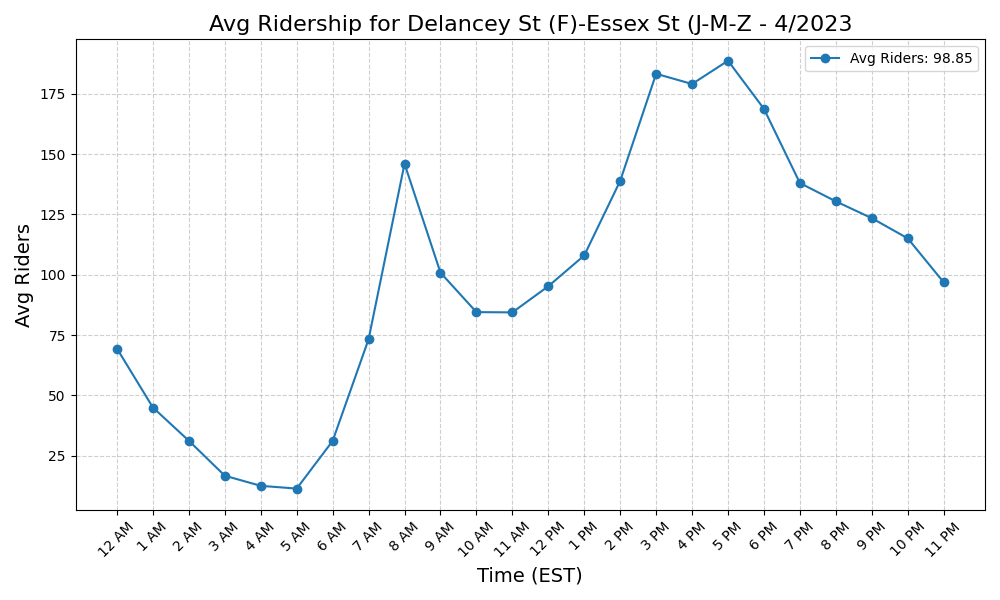 Avg Ridership for Delancey St (F)-Essex St (J-M-Z - 4/2023
Avg Riders: 98.85
Avg Riders
175
150
125
100
75
50
25
12 AM
1 AM
2 AM
3 AM
4 AM
5 AM
6 AM
7 AM
8 AM
9 AM
10 AM
11 AM
12 PM
1 PM
2 PM
3 PM
4 PM
5 PM
6 PM
7 PM
8 PM
9 PM
10 PM
11 PM
Time (EST)